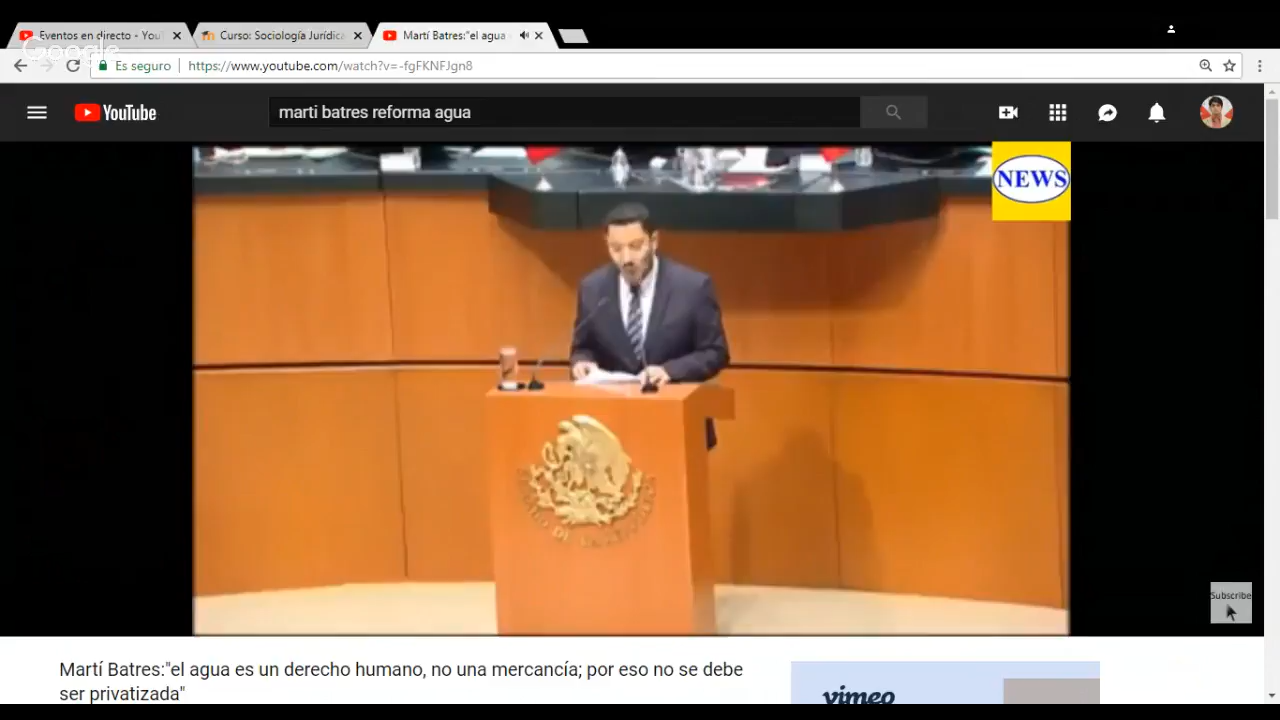 Eventos en directo - You
Curso: Sociología Jurídica
Martí Batres:"el agua
Google
Es seguro
https://www.youtube.com/watch?v=-fgFKNFJgn8
YouTube
marti batres reforma agua
NEWS
Subscribe
Martí Batres:"el agua es un derecho humano, no una mercancía; por eso no se debe
ser privatizada"
vimeo